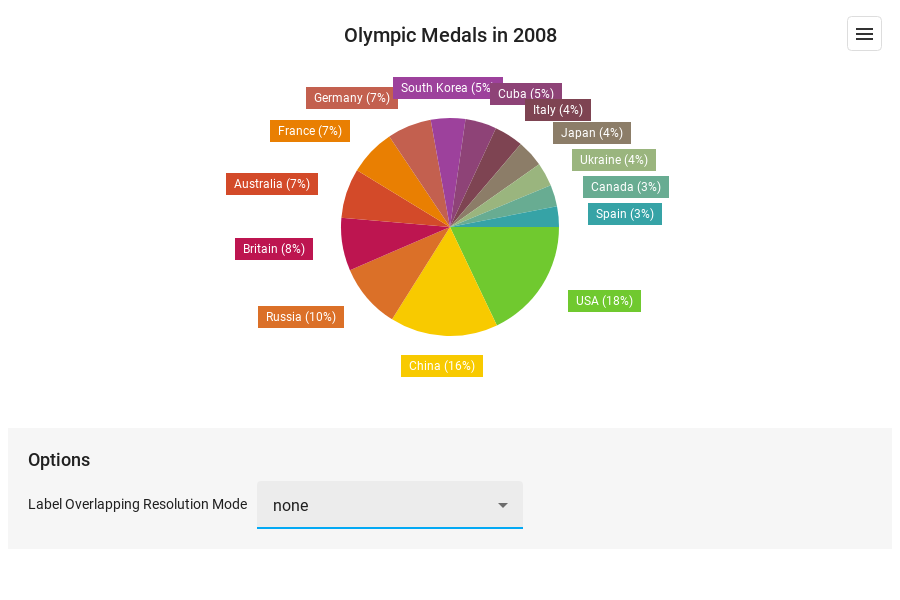 Olympic Medals in 2008
South Korea (5%
Cuba (5%)
Germany (7%)
Italy (4%)
France (7%)
Japan (4%)
Ukraine (4%)
Australia (7%)
Canada (3%)
Spain (3%)
Britain (8%)
USA (18%)
Russia (10%)
China (16%)
Options
Label Overlapping Resolution Mode
none